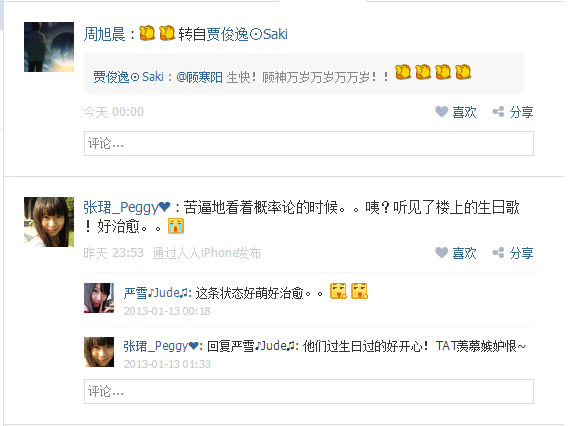 周旭晨：转自贾俊逸⊙Saki
贾俊逸⊙Saki：@顾寒阳 生快！顾神万岁万岁万万岁！！
今天 00:00
喜欢 分享
评论...
张珺_Peggy❤：苦逼地看着概率论的时候。。咦？听见了楼上的生日歌
！好治愈。。
昨天 23:53 通过人人iPhone发布
喜欢 分享
严雪♪Jude♫: 这条状态好萌好治愈。。
2013-01-13 00:18
张珺_Peggy❤: 回复严雪♪Jude♫: 他们过生日过的好开心！TAT羡慕嫉妒恨~
2013-01-13 01:33
评论...